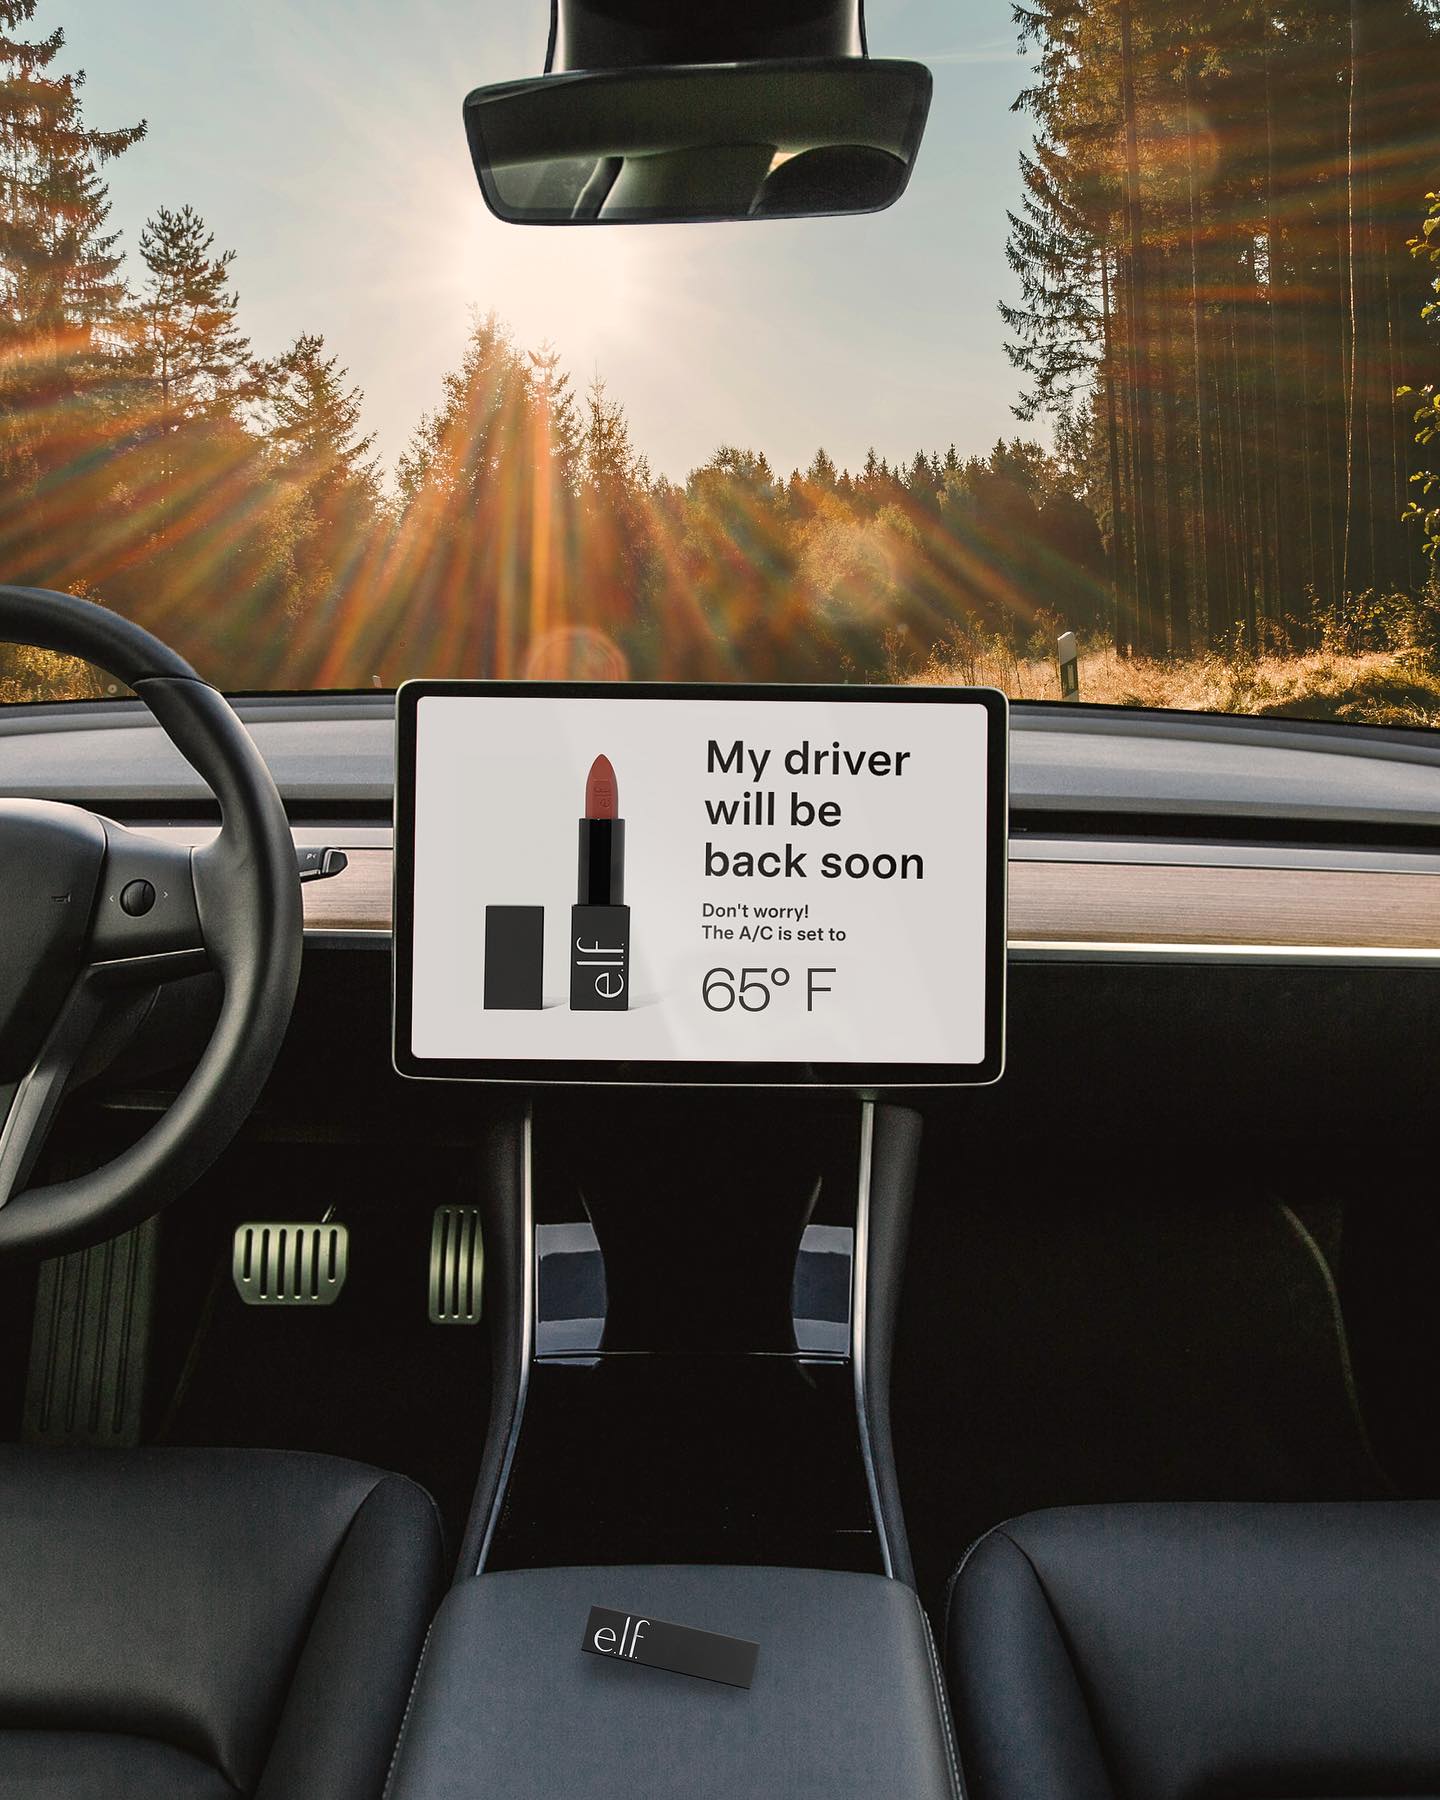 My driver
will be
back soon
Don't worry!
The A/C is set to
65° F
e.l.f.
e.l.f.
e.l.f.